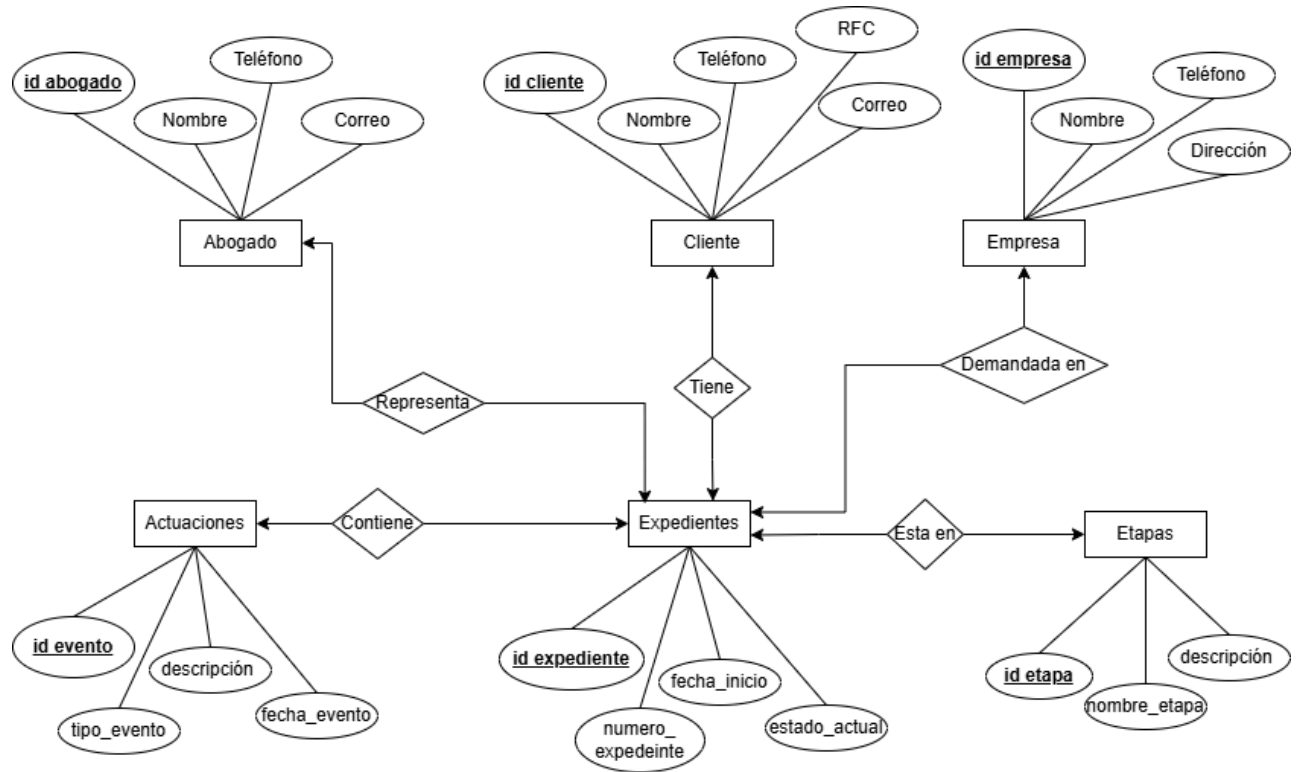 RFC
Teléfono
id abogado
Nombre
Correo
Teléfono
id cliente
Nombre
Correo
id empresa
Teléfono
Nombre
Dirección
Abogado
Cliente
Empresa
Demandada en
Tiene
Representa
Actuaciones
Contiene
Expedientes
Esta en
Etapas
id evento
descripción
tipo_evento
fecha_evento
id expediente
fecha_inicio
numero_
expedeinte
estado_actual
id etapa
descripción
nombre_etapa